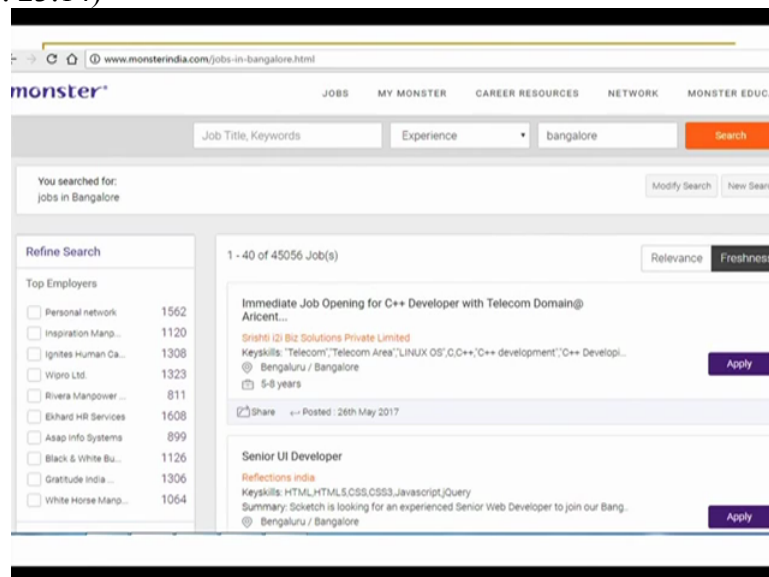 www.monsterindia.com/jobs-in-bangalore.html
monster
JOBS MY MONSTER CAREER RESOURCES NETWORK MONSTER EDUC
Job Title, Keywords Experience bangalore Search
You searched for:
jobs in Bangalore
Modify Search New Sear
Refine Search
Top Employers
Personal network 1562
Inspiration Manp... 1120
Ignites Human Ca... 1308
Wipro Ltd. 1323
Rivera Manpower ... 811
Ekhard HR Services 1608
Asap Info Systems 899
Black & White Bu... 1126
Gratitude India ... 1306
White Horse Manp... 1064
1 - 40 of 45056 Job(s)
Relevance Freshness
Immediate Job Opening for C++ Developer with Telecom Domain@
Aricent...
Srishti i2i Biz Solutions Private Limited
Keyskills: "Telecom","Telecom Area","LINUX OS",C,C++,"C++ development","C++ Developi...
Bengaluru / Bangalore
5-8 years
Apply
Share Posted : 26th May 2017
Senior UI Developer
Reflections india
Keyskills: HTML,HTML5,CSS,CSS3,Javascript,jQuery
Summary: Scketch is looking for an experienced Senior Web Developer to join our Bang..
Bengaluru / Bangalore
Apply